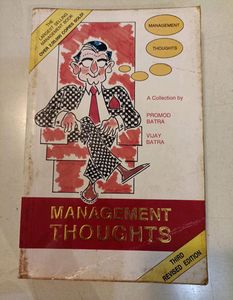 THE
LARGEST SELLING
MANAGEMENT BOOK
OVER 1,00,000 COPIES SOLD!
MANAGEMENT
THOUGHTS
A Collection by
PROMOD
BATRA
VIJAY
BATRA
MANAGEMENT
THOUGHTS
THIRD
REVISED EDITION